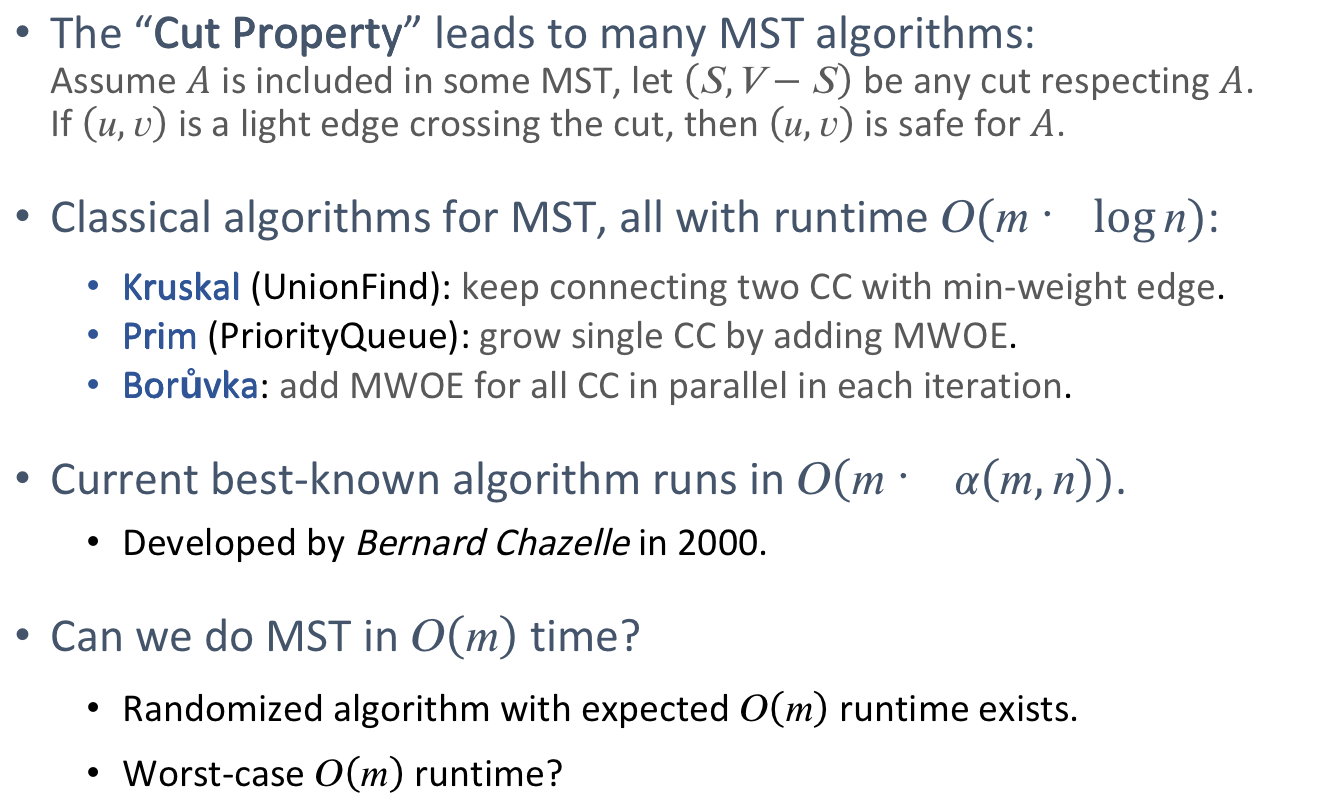 • The “Cut Property” leads to many MST algorithms:
Assume A is included in some MST, let (S, V − S) be any cut respecting A.
If (u, v) is a light edge crossing the cut, then (u, v) is safe for A.
• Classical algorithms for MST, all with runtime O(m · log n):
• Kruskal (UnionFind): keep connecting two CC with min-weight edge.
• Prim (PriorityQueue): grow single CC by adding MWOE.
• Borůvka: add MWOE for all CC in parallel in each iteration.
• Current best-known algorithm runs in O(m · α(m, n)).
• Developed by Bernard Chazelle in 2000.
• Can we do MST in O(m) time?
• Randomized algorithm with expected O(m) runtime exists.
• Worst-case O(m) runtime?